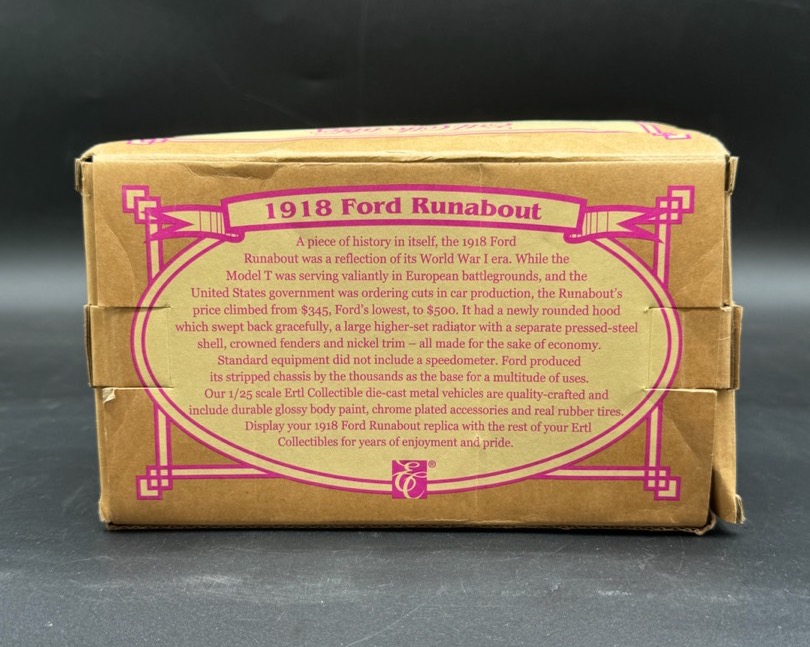 1918 Ford Runabout
A piece of history in itself, the 1918 Ford
Runabout was a reflection of its World War I era. While the
Model T was serving valiantly in European battlegrounds, and the
United States government was ordering cuts in car production, the Runabout's
price climbed from $345, Ford's lowest, to $500. It had a newly rounded hood
which swept back gracefully, a large higher-set radiator with a separate pressed-steel
shell, crowned fenders and nickel trim – all made for the sake of economy.
Standard equipment did not include a speedometer. Ford produced
its stripped chassis by the thousands as the base for a multitude of uses.
Our 1/25 scale Ertl Collectible die-cast metal vehicles are quality-crafted and
include durable glossy body paint, chrome plated accessories and real rubber tires.
Display your 1918 Ford Runabout replica with the rest of your Ertl
Collectibles for years of enjoyment and pride.
EC®